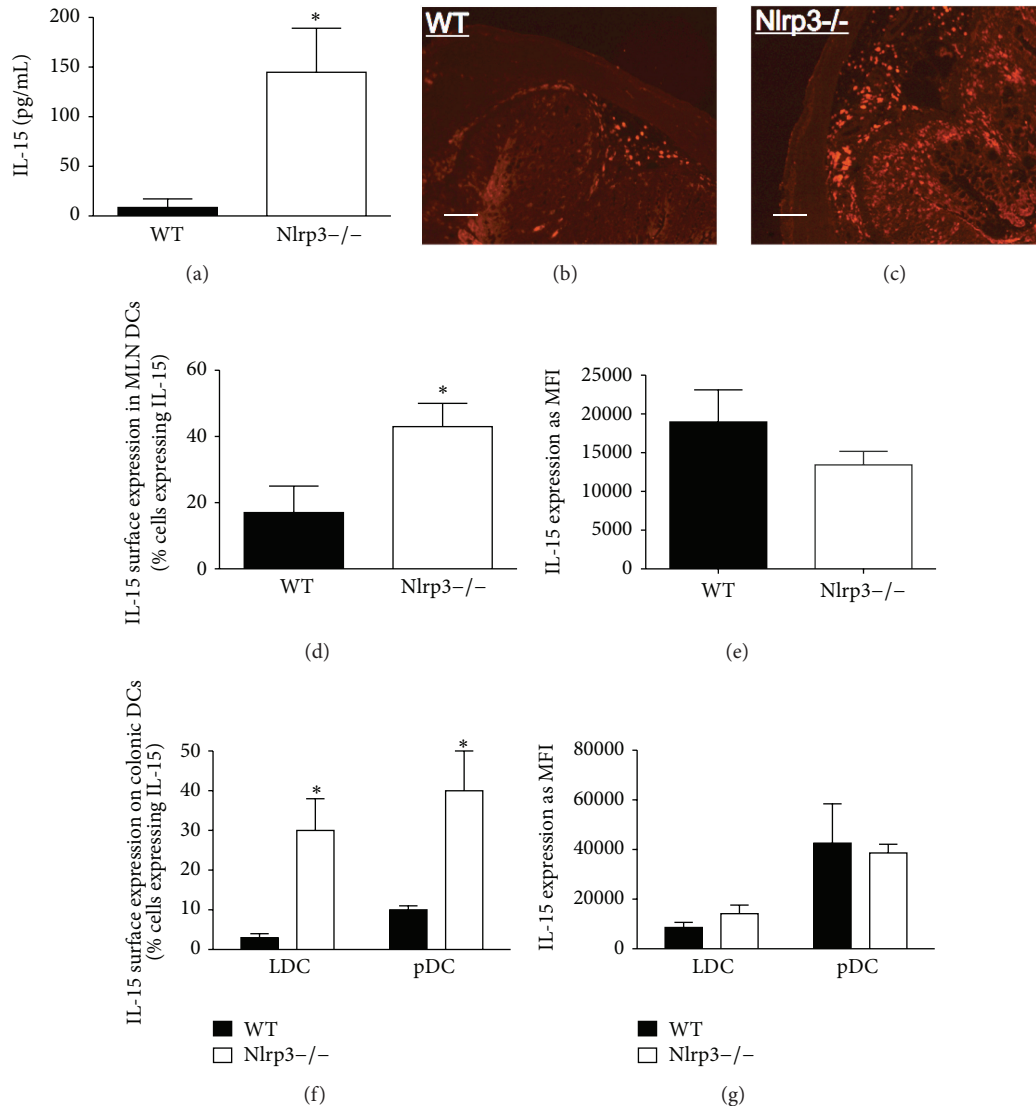 200
150
100
50
0
IL-15 (pg/mL)
*
WT
Nlrp3−/−
(a)
WT
(b)
Nlrp3-/-
(c)
IL-15 surface expression in MLN DCs
(% cells expressing IL-15)
60
40
20
0
*
WT
Nlrp3−/−
(d)
IL-15 expression as MFI
25000
20000
15000
10000
5000
0
WT
Nlrp3−/−
(e)
IL-15 surface expression on colonic DCs
(% cells expressing IL-15)
50
40
30
20
10
0
*
*
LDC
pDC
WT
Nlrp3−/−
(f)
IL-15 expression as MFI
80000
60000
40000
20000
0
LDC
pDC
WT
Nlrp3−/−
(g)